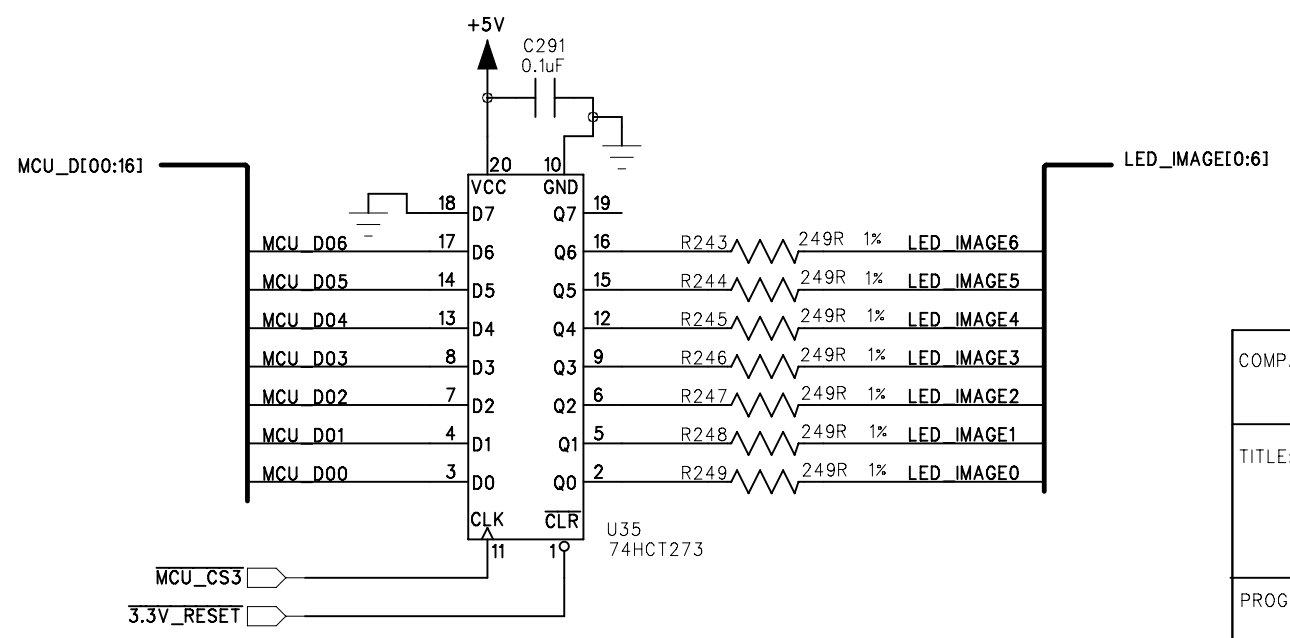 +5V
C291
0.1uF
MCU_D[00:16]
LED_IMAGE[0:6]
20 10
VCC GND
18 D7 Q7 19
MCU_D06 17 D6 Q6 16 R243 249R 1% LED_IMAGE6
MCU_D05 14 D5 Q5 15 R244 249R 1% LED_IMAGE5
MCU_D04 13 D4 Q4 12 R245 249R 1% LED_IMAGE4
MCU_D03 8 D3 Q3 9 R246 249R 1% LED_IMAGE3
MCU_D02 7 D2 Q2 6 R247 249R 1% LED_IMAGE2
MCU_D01 4 D1 Q1 5 R248 249R 1% LED_IMAGE1
MCU_D00 3 D0 Q0 2 R249 249R 1% LED_IMAGE0
CLK CLR
11 1
U35
74HCT273
MCU_CS3
3.3V_RESET
COMP
TITLE:
PROG